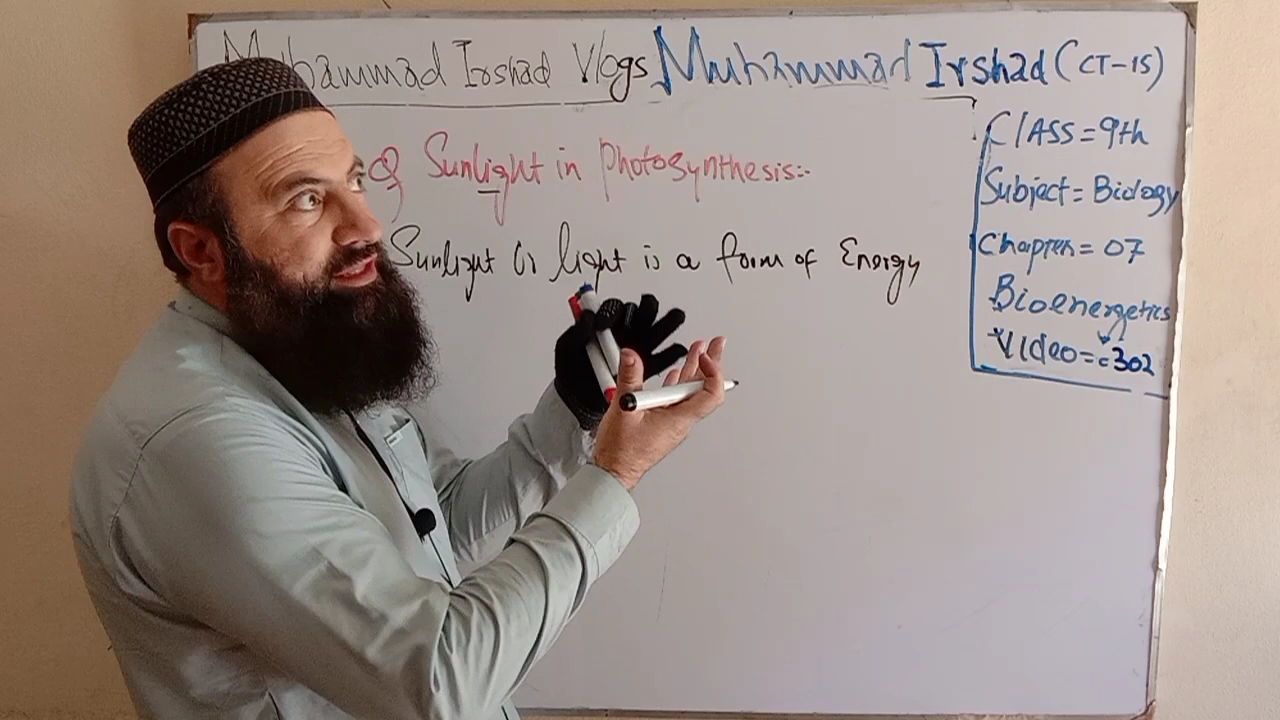 Muhammad Irshad Vlogs Muhammad Irshad (CT-15)
of Sunlight in Photosynthesis:-
Sunlight Or light is a form of Energy
Class = 9th
Subject = Biology
Chapter = 07
Bioenergetics
Video = 302